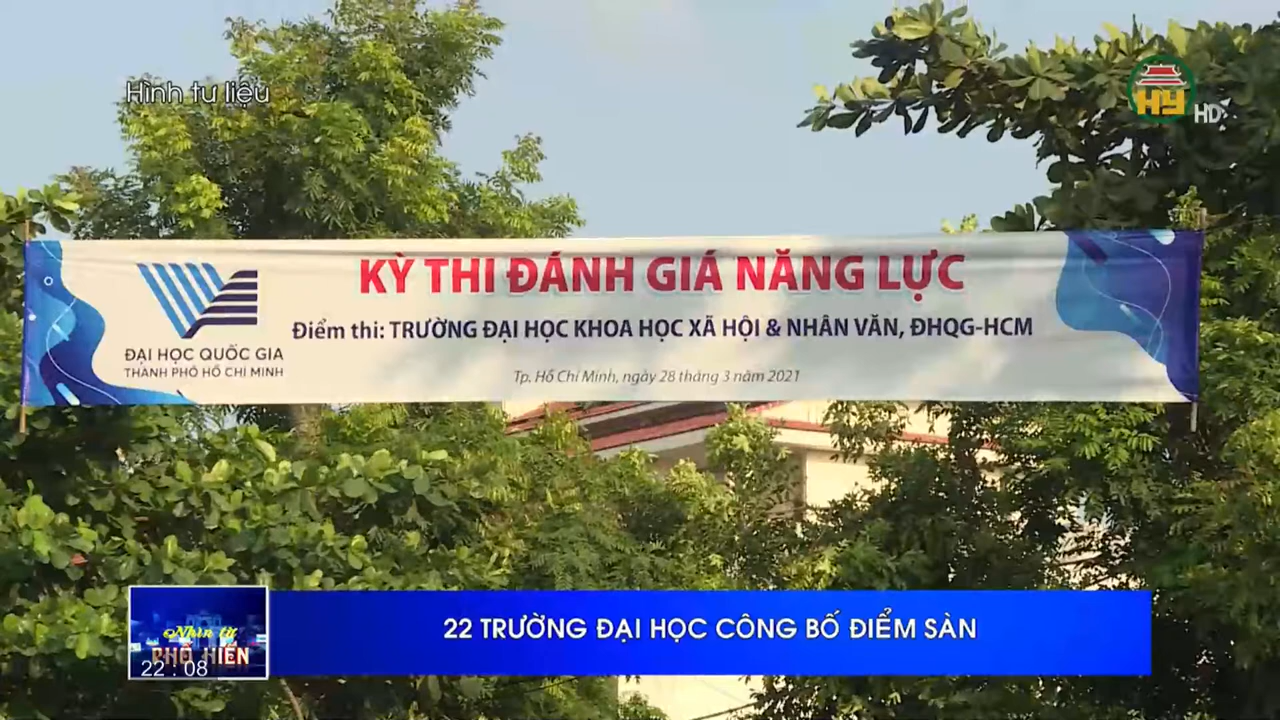 Hình tư liệu
HY HD
KỲ THI ĐÁNH GIÁ NĂNG LỰC
Điểm thi: TRƯỜNG ĐẠI HỌC KHOA HỌC XÃ HỘI & NHÂN VĂN, ĐHQG-HCM
ĐẠI HỌC QUỐC GIA
THÀNH PHỐ HỒ CHÍ MINH
Tp. Hồ Chí Minh, ngày 28 tháng 3 năm 2021
22 TRƯỜNG ĐẠI HỌC CÔNG BỐ ĐIỂM SÀN
Nhìn từ
PHỐ HIẾN
22 : 08